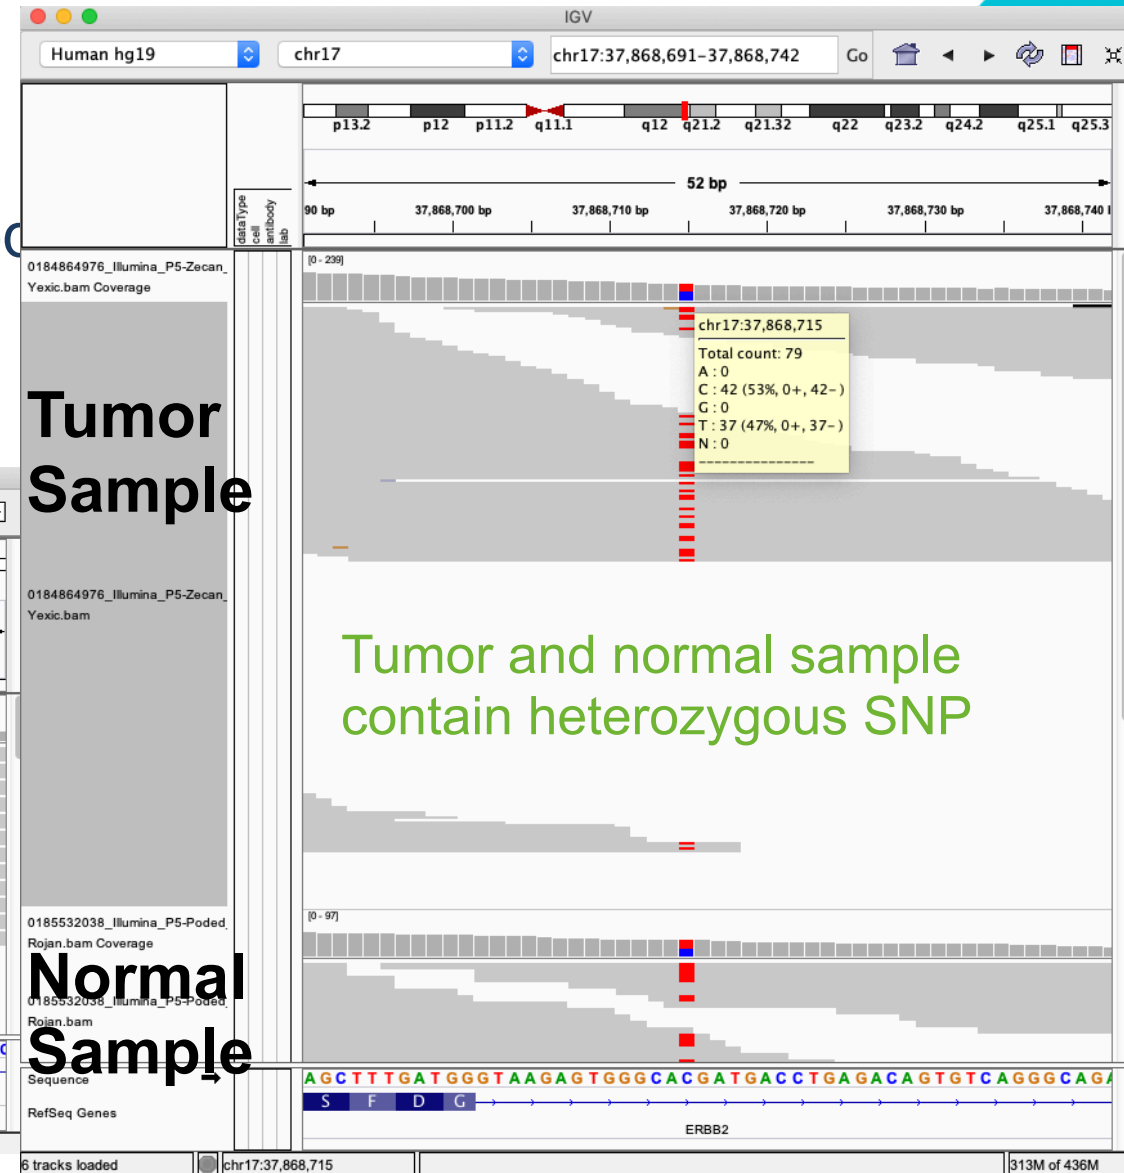 IGV
Human hg19
chr17
chr17:37,868,691-37,868,742
Go
p13.2 p12 p11.2 q11.1 q12 q21.2 q21.32 q22 q23.2 q24.2 q25.1 q25.3
52 bp
90 bp 37,868,700 bp 37,868,710 bp 37,868,720 bp 37,868,730 bp 37,868,740
dataType
cell
antibody
lab
0184864976_Illumina_P5-Zecan_
Yexic.bam Coverage
[0 - 239]
chr17:37,868,715
Total count: 79
A : 0
C : 42 (53%, 0+, 42-)
G : 0
T : 37 (47%, 0+, 37-)
N : 0
---------------
Tumor
Sample
0184864976_Illumina_P5-Zecan_
Yexic.bam
Tumor and normal sample
contain heterozygous SNP
0185532038_Illumina_P5-Poded_
Rojan.bam Coverage
[0 - 97]
Normal
0185532038_Illumina_P5-Poded_
Rojan.bam
Sample
Sequence
AGCTTTGATGGGTAAGAGTGGGCACGATGACCTGAGACAGTGTCAGGGCAGA
RefSeq Genes
S F D G
ERBB2
6 tracks loaded
chr17:37,868,715
313M of 436M